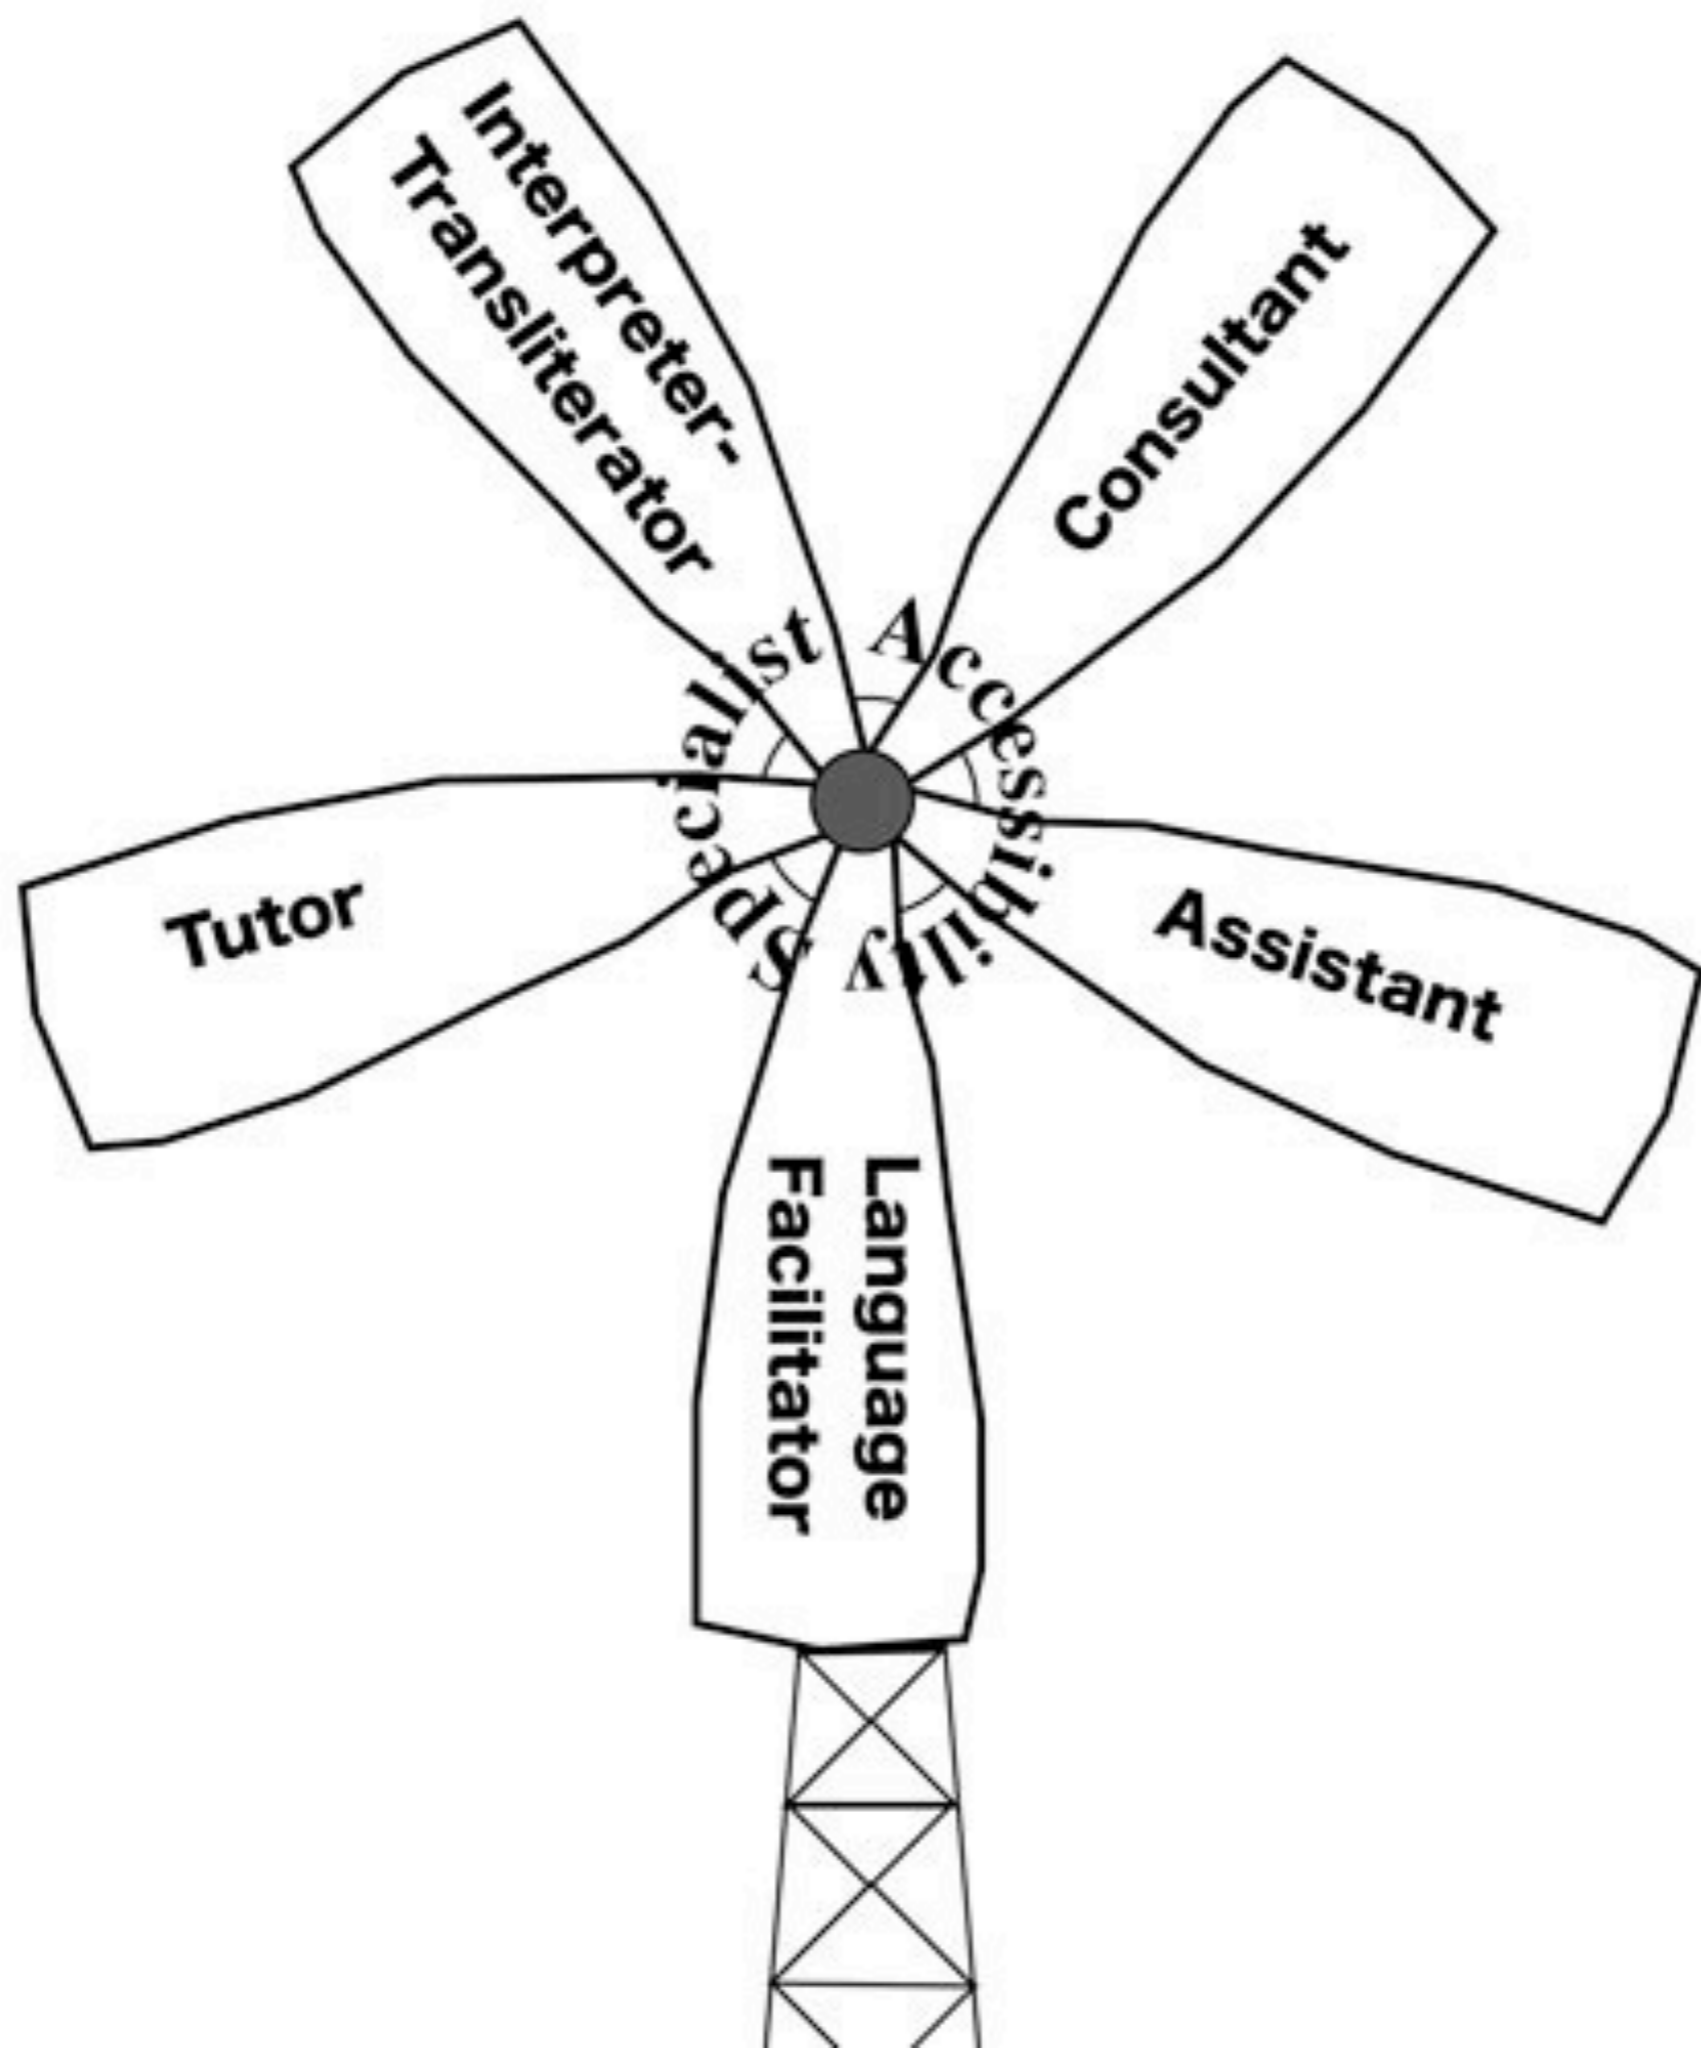 Interpreter-
Transliterator
Consultant
Accessibility Specialist
Tutor
Assistant
Language
Facilitator